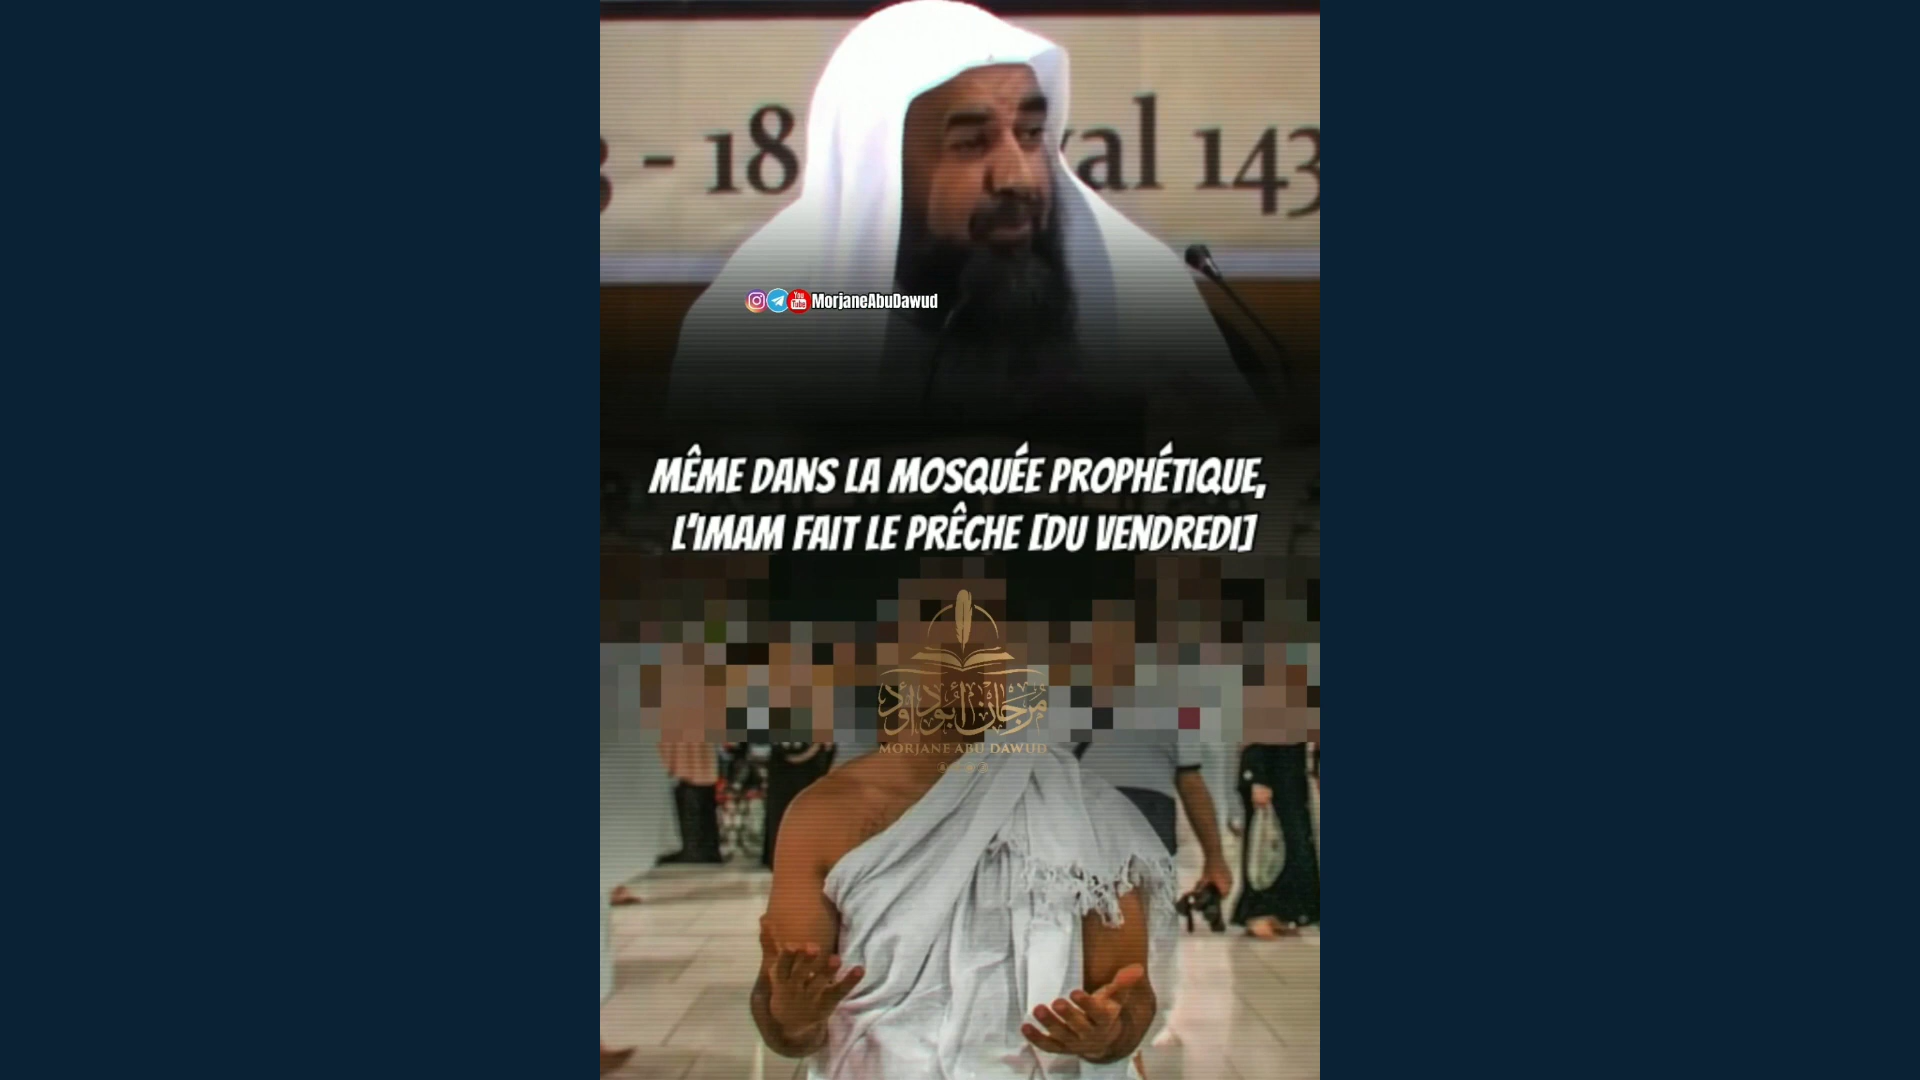 - 18
al 143
MorjaneAbuDawud
MÊME DANS LA MOSQUÉE PROPHÉTIQUE,
L'IMAM FAIT LE PRÊCHE [DU VENDREDI]
مرجان أبو داود
MORJANE ABU DAWUD